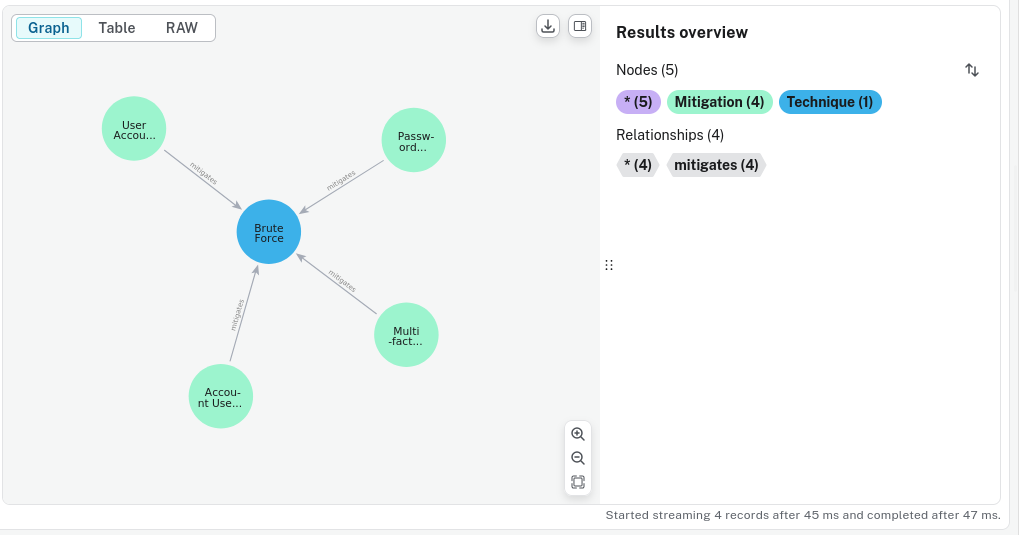 Graph Table RAW
User
Accou...
Passw-
ord...
mitigates
mitigates
Brute
Force
mitigates
mitigates
Multi
-fact...
Accou-
nt Use...
Results overview
Nodes (5)
* (5) Mitigation (4) Technique (1)
Relationships (4)
* (4) mitigates (4)
Started streaming 4 records after 45 ms and completed after 47 ms.